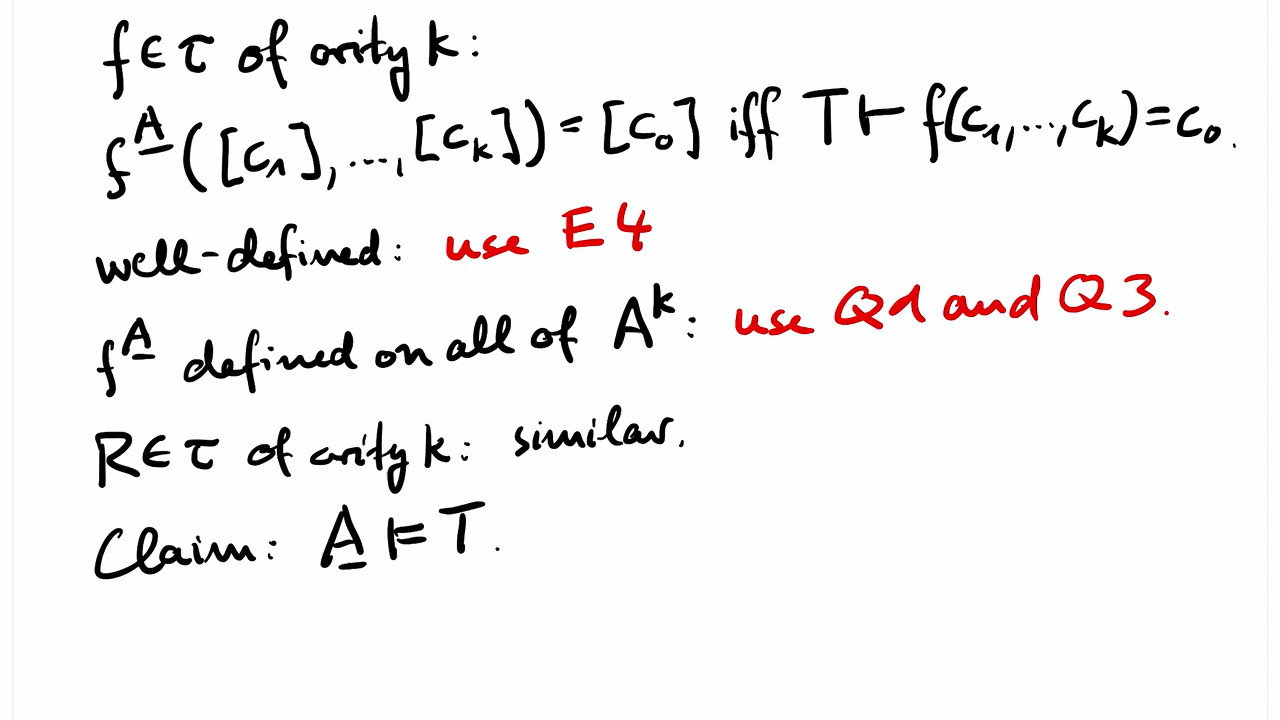 f ∈ τ of arity k:
f^A̲([c₁],...,[c_k]) = [c₀] iff T ⊢ f(c₁,...,c_k) = c₀.
well-defined: use E4
f^A̲ defined on all of A^k: use Q1 and Q3.
R ∈ τ of arity k: similar.
Claim: A̲ ⊨ T.